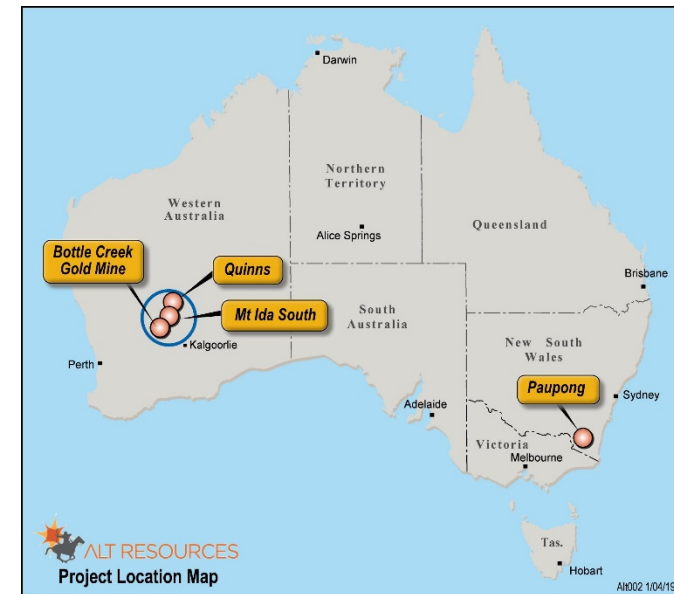 Darwin
Northern
Territory
Western
Australia
Queensland
Alice Springs
Bottle Creek
Gold Mine
Quinns
Mt Ida South
South
Australia
Brisbane
Kalgoorlie
Perth
New South
Wales
Paupong
Adelaide
Sydney
Victoria
Melbourne
Tas.
Hobart
ALT RESOURCES
Project Location Map
Alt002 1/04/19